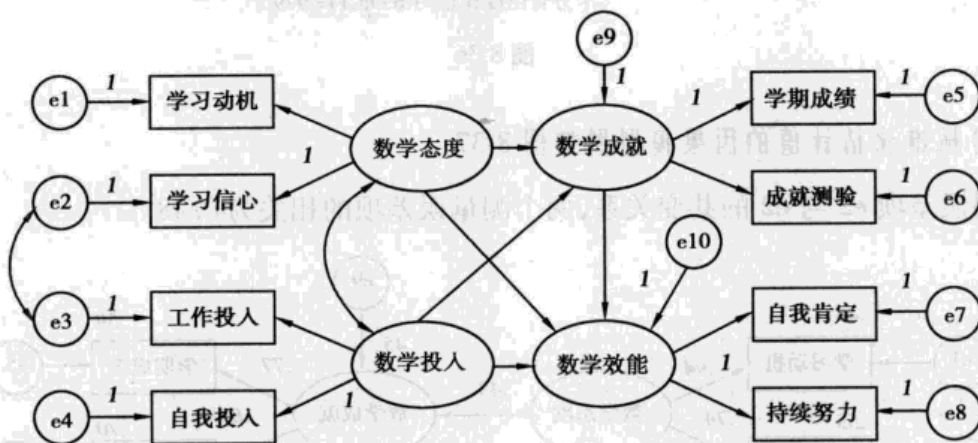 e9
e1
1
学习动机
1
1
学期成绩
1
e5
数学态度
数学成就
e2
1
学习信心
1
成就测验
1
e6
e10
e3
1
工作投入
1
自我肯定
1
e7
数学投入
数学效能
e4
1
自我投入
1
1
持续努力
1
e8